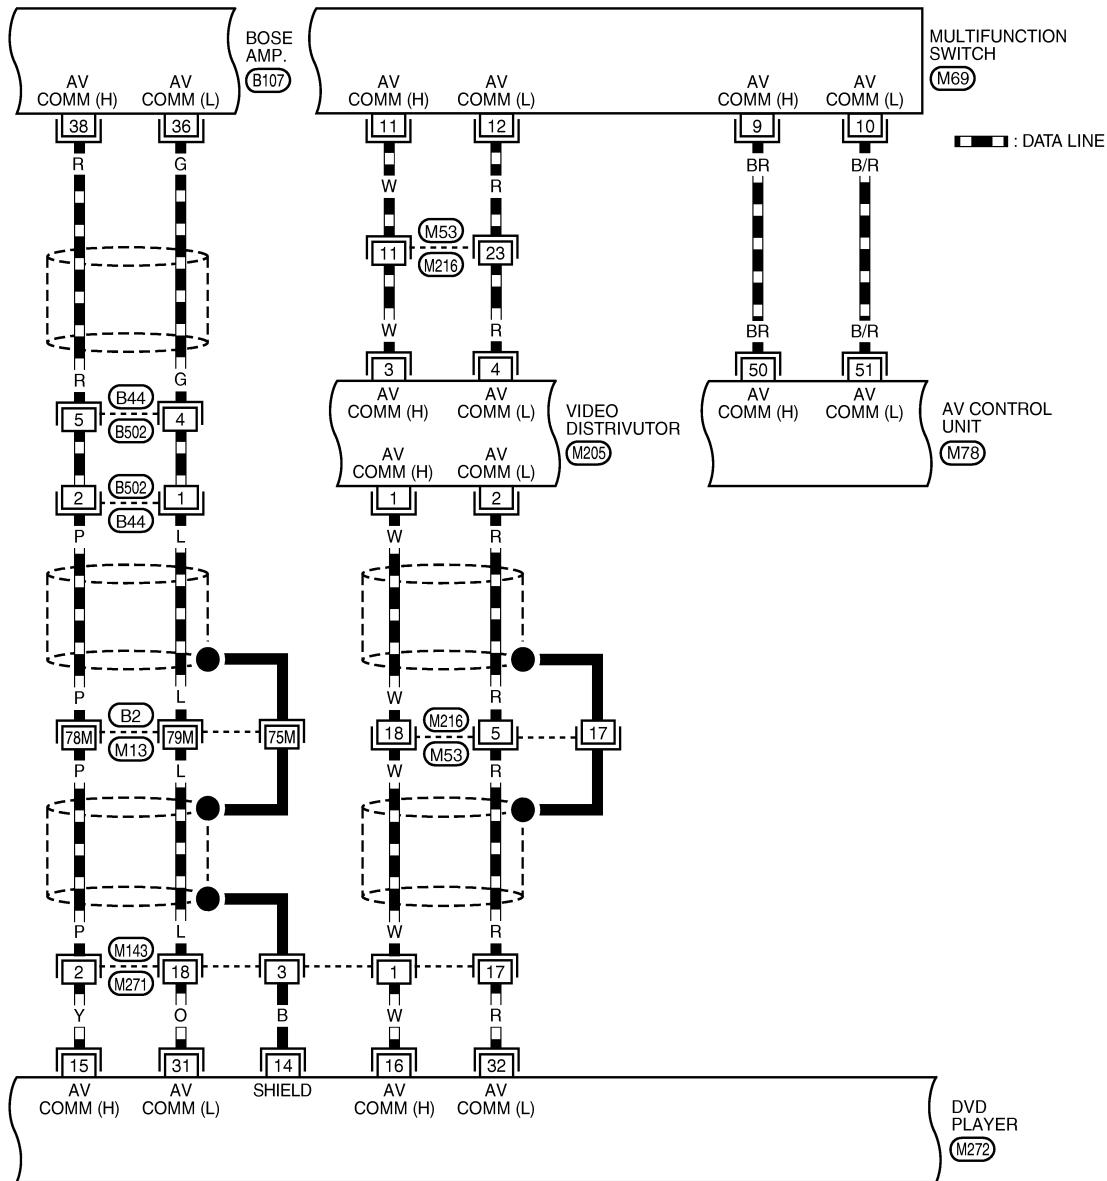 BOSE
AMP.
B107
MULTIFUNCTION
SWITCH
M69
AV
COMM (H)
AV
COMM (L)
AV
COMM (H)
AV
COMM (L)
AV
COMM (H)
AV
COMM (L)
38
36
11
12
9
10
: DATA LINE
R
G
W
R
BR
B/R
M53
11
23
M216
W
R
BR
B/R
3
4
50
51
R
G
AV
COMM (H)
AV
COMM (L)
VIDEO
DISTRIVUTOR
M205
AV
COMM (H)
AV
COMM (L)
AV CONTROL
UNIT
M78
B44
5
4
B502
AV
COMM (H)
AV
COMM (L)
B502
2
1
B44
1
2
P
L
W
R
P
L
W
R
B2
78M
79M
75M
M13
M216
18
5
17
M53
P
L
W
R
P
L
W
R
M143
2
18
3
1
17
M271
Y
O
B
W
R
15
31
14
16
32
AV
COMM (H)
AV
COMM (L)
SHIELD
AV
COMM (H)
AV
COMM (L)
DVD
PLAYER
M272